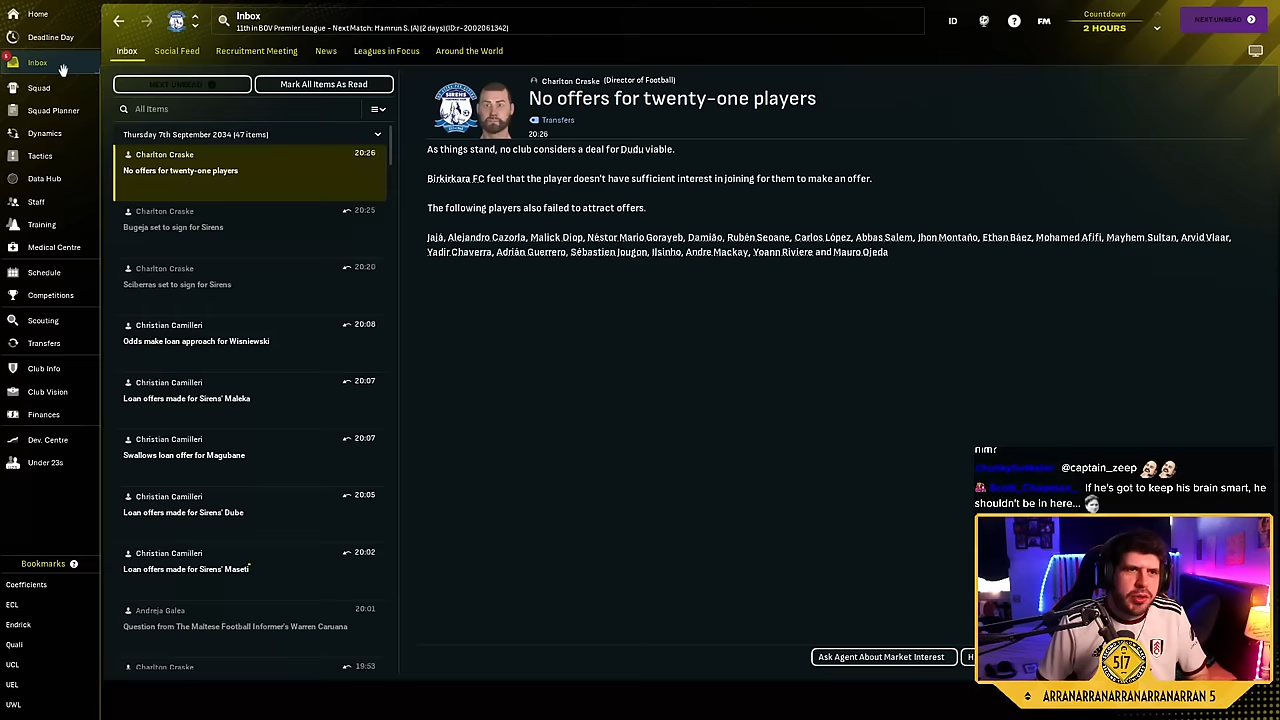 Home
Deadline Day
Inbox
Squad
Squad Planner
Dynamics
Tactics
Data Hub
Staff
Training
Medical Centre
Schedule
Competitions
Scouting
Transfers
Club Info
Club Vision
Finances
Dev. Centre
Under 23s
Bookmarks
Coefficients
ECL
Endrick
Quali
UCL
UEL
UWL
Inbox
11th in BOV Premier League - Next Match: Hamrun S. (A) (2 days) (ID:r-2002061342)
ID
FM
Countdown
2 HOURS
NEXT UNREAD
Inbox
Social Feed
Recruitment Meeting
News
Leagues in Focus
Around the World
NEXT UNREAD
Mark All Items As Read
All Items
Thursday 7th September 2034 (47 items)
Charlton Craske 20:26
No offers for twenty-one players
Charlton Craske 20:25
Bugeja set to sign for Sirens
Charlton Craske 20:20
Sciberras set to sign for Sirens
Christian Camilleri 20:08
Odds make loan approach for Wisniewski
Christian Camilleri 20:07
Loan offers made for Sirens' Maleka
Christian Camilleri 20:07
Swallows loan offer for Magubane
Christian Camilleri 20:05
Loan offers made for Sirens' Dube
Christian Camilleri 20:02
Loan offers made for Sirens' Maseti
Andreja Galea 20:01
Question from The Maltese Football Informer's Warren Caruana
Charlton Craske 19:53
Charlton Craske (Director of Football)
No offers for twenty-one players
Transfers
20:26
As things stand, no club considers a deal for Dudu viable.
Birkirkara FC feel that the player doesn't have sufficient interest in joining for them to make an offer.
The following players also failed to attract offers.
Jajá, Alejandro Cazorla, Malick Diop, Néstor Mario Gorayeb, Damião, Rubén Seoane, Carlos López, Abbas Salem, Jhon Montaño, Ethan Báez, Mohamed Afifi, Mayhem Sultan, Arvid Vlaar,
Yadir Chaverra, Adrián Guerrero, Sébastien Jougon, Ilsinho, Andre Mackay, Yoann Riviere and Mauro Ojeda
Ask Agent About Market Interest
him?
@captain_zeep
If he's got to keep his brain smart, he
shouldn't be in here...
517
ARRANARRANARRANARRANARRAN 5